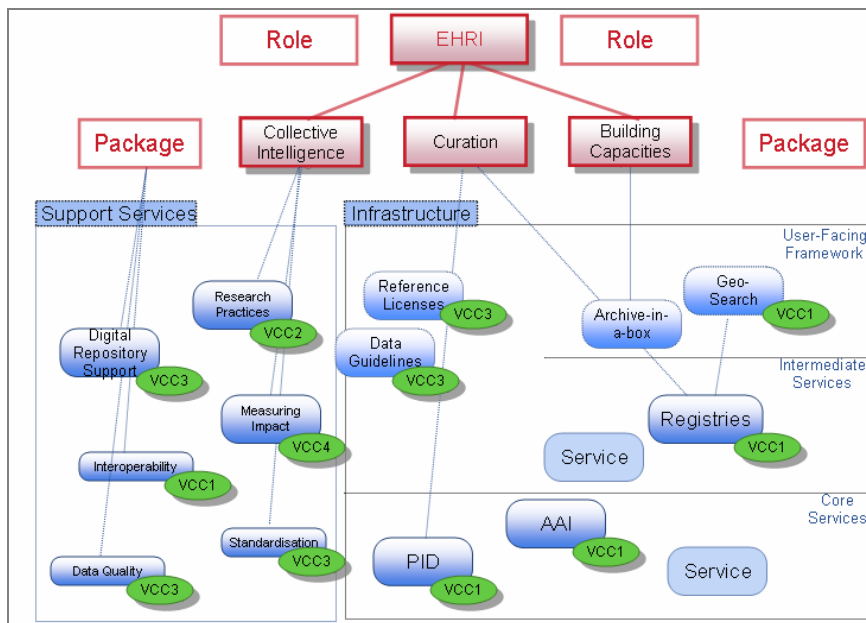 Role
EHRI
Role
Package
Collective
Intelligence
Curation
Building
Capacities
Package
Support Services
Infrastructure
User-Facing
Framework
Research
Practices
VCC2
Digital
Repository
Support
VCC3
Measuring
Impact
VCC4
Interoperability
VCC1
Standardisation
VCC3
Data Quality
VCC3
Reference
Licenses
VCC3
Data
Guidelines
VCC3
Archive-in-
a-box
Geo-
Search
VCC1
Intermediate
Services
Registries
VCC1
Service
Core
Services
AAI
VCC1
PID
VCC1
Service